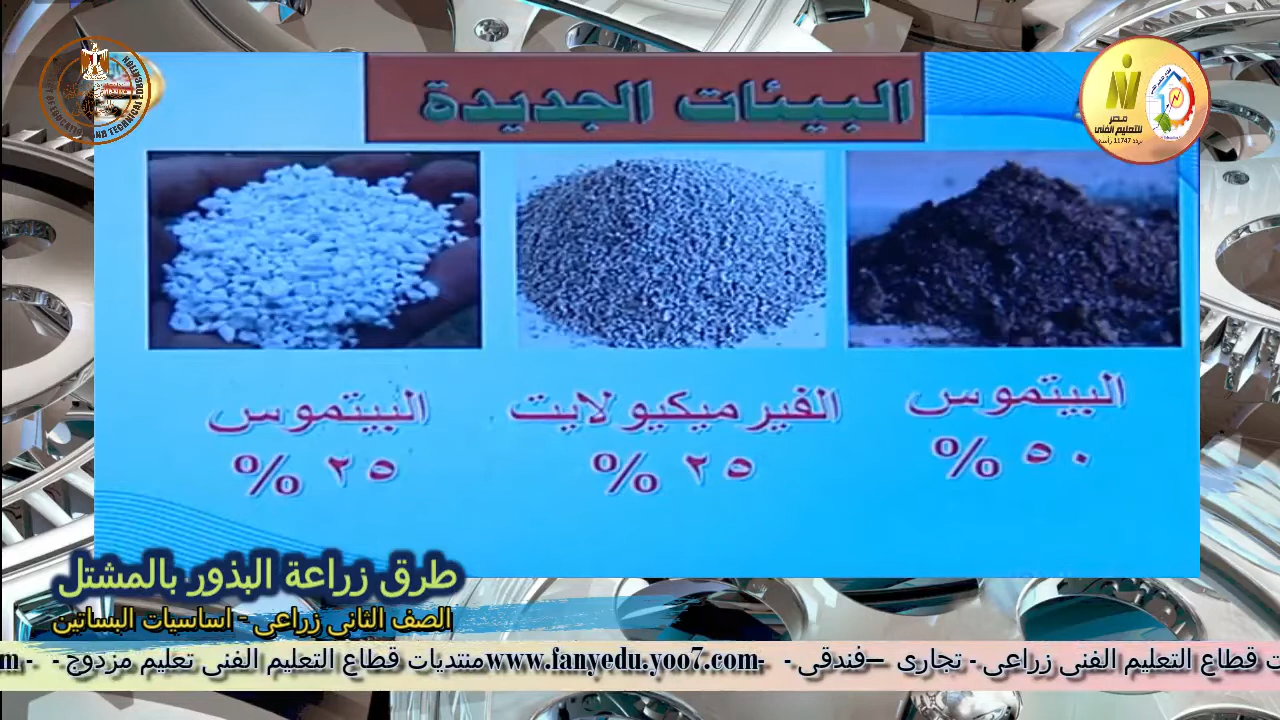 البيئات الجديدة
البيتموس
٥٠ %
الفيرميكيولايت
٢٥ %
البيتموس
٢٥ %
مصر
للتعليم الفنى
طرق زراعة البذور بالمشتل
الصف الثانى زراعى - اساسيات البساتين
ت قطاع التعليم الفنى زراعى - تجارى – فندقى - -www.fanyedu.yoo7.com منتديات قطاع التعليم الفنى تعليم مزدوج - - m